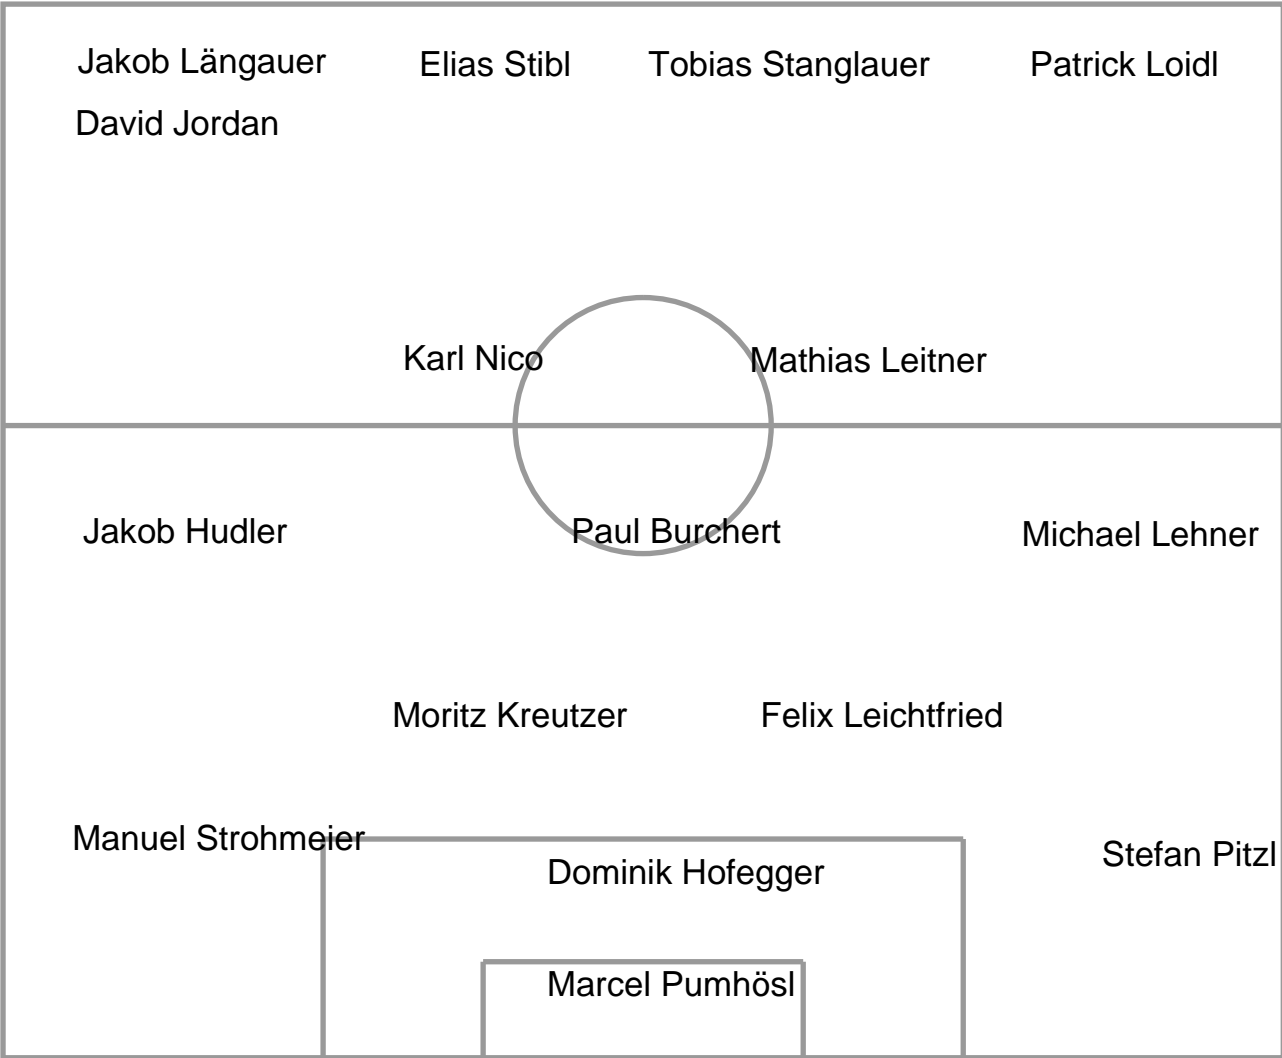 Jakob Längauer
Elias Stibl
Tobias Stanglauer
Patrick Loidl
David Jordan
Karl Nico
Mathias Leitner
Jakob Hudler
Paul Burchert
Michael Lehner
Moritz Kreutzer
Felix Leichtfried
Manuel Strohmeier
Stefan Pitzl
Dominik Hofegger
Marcel Pumhösl